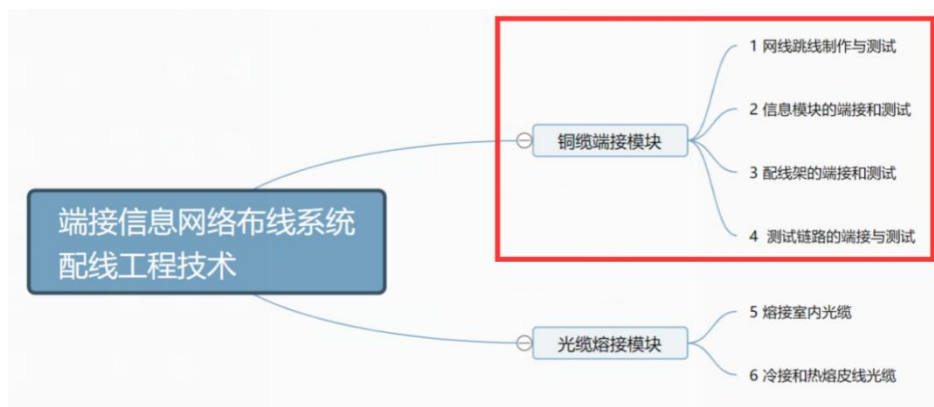 端接信息网络布线系统
配线工程技术
铜缆端接模块
1 网线跳线制作与测试
2 信息模块的端接和测试
3 配线架的端接和测试
4 测试链路的端接与测试
光缆熔接模块
5 熔接室内光缆
6 冷接和热熔皮线光缆